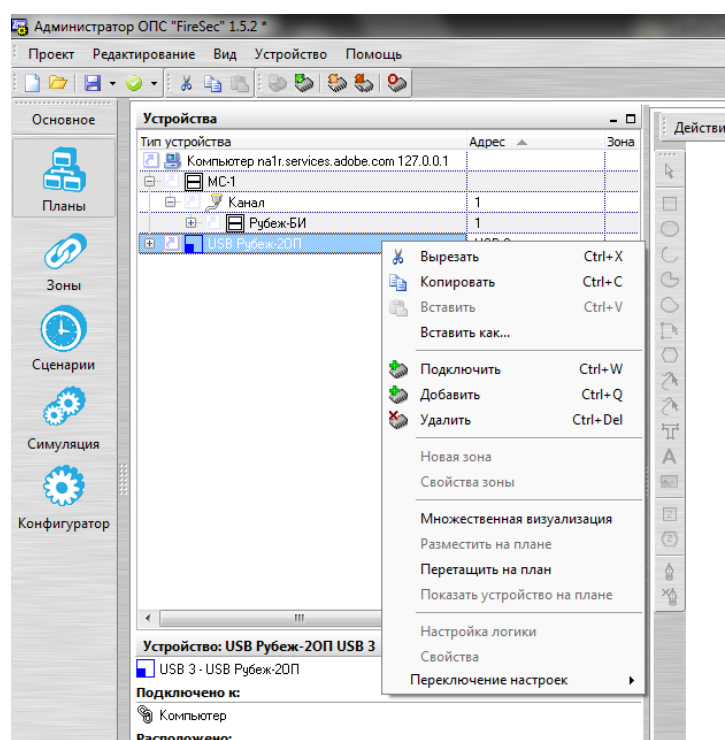 Администратор ОПС "FireSec" 1.5.2 *
Проект Редактирование Вид Устройство Помощь
Основное
Планы
Зоны
Сценарии
Симуляция
Конфигуратор
Устройства
Тип устройства Адрес Зона
Компьютер na1r.services.adobe.com 127.0.0.1
МС-1
Канал 1
Рубеж-БИ 1
USB Рубеж-2ОП USB 3
Вырезать Ctrl+X
Копировать Ctrl+C
Вставить Ctrl+V
Вставить как...
Подключить Ctrl+W
Добавить Ctrl+Q
Удалить Ctrl+Del
Новая зона
Свойства зоны
Множественная визуализация
Разместить на плане
Перетащить на план
Показать устройство на плане
Настройка логики
Свойства
Переключение настроек
Устройство: USB Рубеж-2ОП USB 3
USB 3 - USB Рубеж-2ОП
Подключено к:
Компьютер
Расположено:
Действи